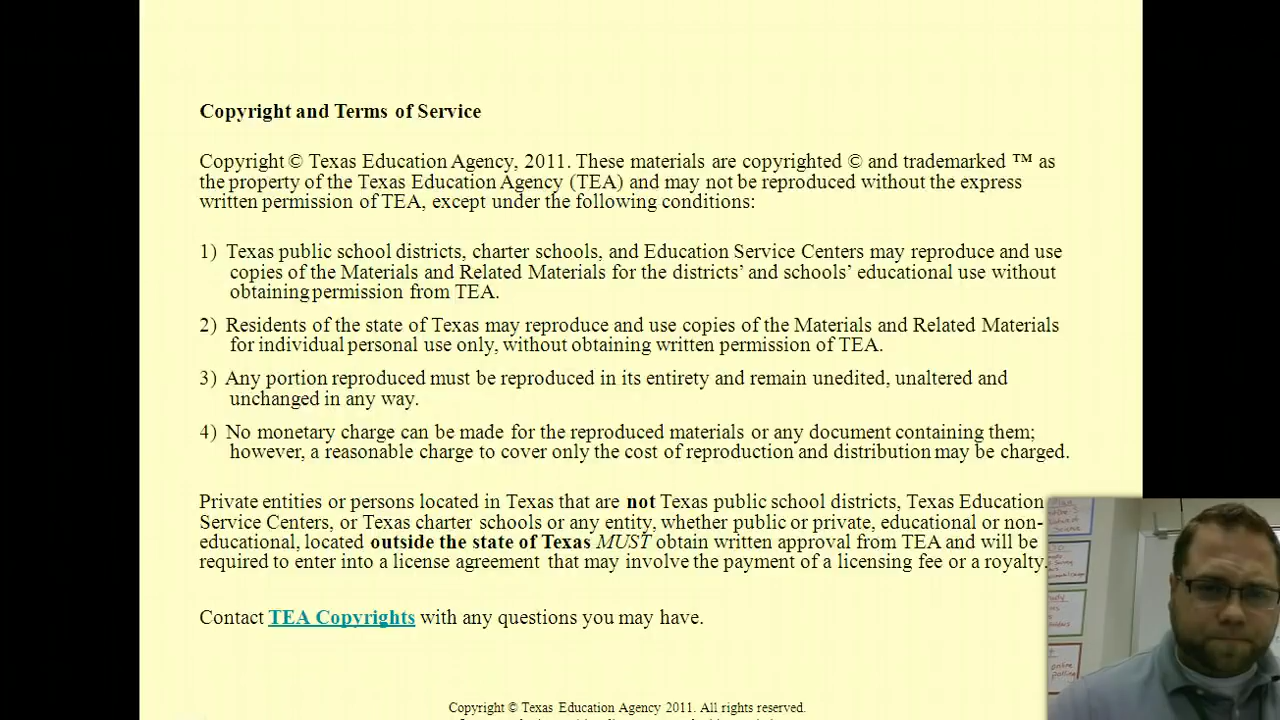 Copyright and Terms of Service
Copyright © Texas Education Agency, 2011. These materials are copyrighted © and trademarked ™ as
the property of the Texas Education Agency (TEA) and may not be reproduced without the express
written permission of TEA, except under the following conditions:
1) Texas public school districts, charter schools, and Education Service Centers may reproduce and use
copies of the Materials and Related Materials for the districts’ and schools’ educational use without
obtaining permission from TEA.
2) Residents of the state of Texas may reproduce and use copies of the Materials and Related Materials
for individual personal use only, without obtaining written permission of TEA.
3) Any portion reproduced must be reproduced in its entirety and remain unedited, unaltered and
unchanged in any way.
4) No monetary charge can be made for the reproduced materials or any document containing them;
however, a reasonable charge to cover only the cost of reproduction and distribution may be charged.
Private entities or persons located in Texas that are not Texas public school districts, Texas Education
Service Centers, or Texas charter schools or any entity, whether public or private, educational or non-
educational, located outside the state of Texas MUST obtain written approval from TEA and will be
required to enter into a license agreement that may involve the payment of a licensing fee or a royalty.
Contact TEA Copyrights with any questions you may have.
Copyright © Texas Education Agency 2011. All rights reserved.